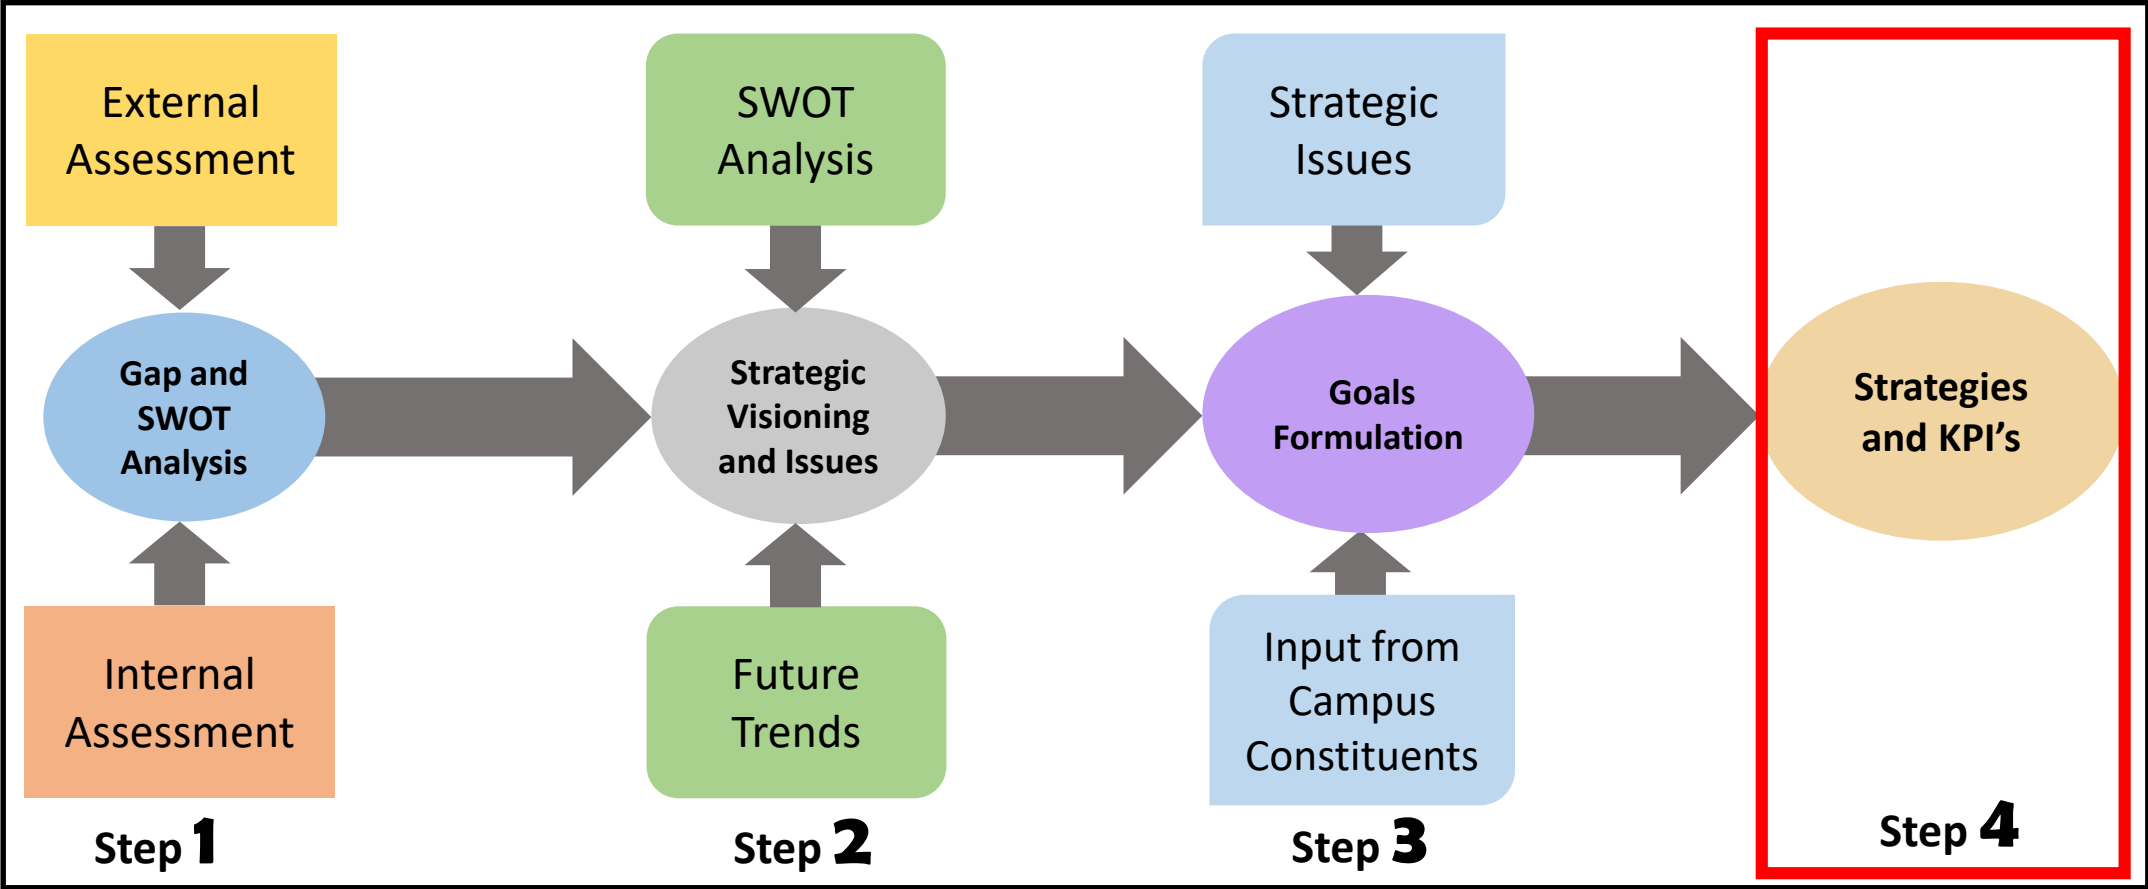 External
Assessment
Gap and
SWOT
Analysis
Internal
Assessment
Step 1
SWOT
Analysis
Strategic
Visioning
and Issues
Future
Trends
Step 2
Strategic
Issues
Goals
Formulation
Input from
Campus
Constituents
Step 3
Strategies
and KPI's
Step 4